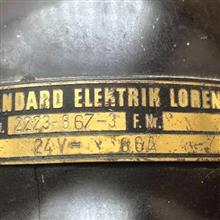 NDARD ELEKTRIK LOREN
. 2223-867-3 F. Nr.
24V= 80A